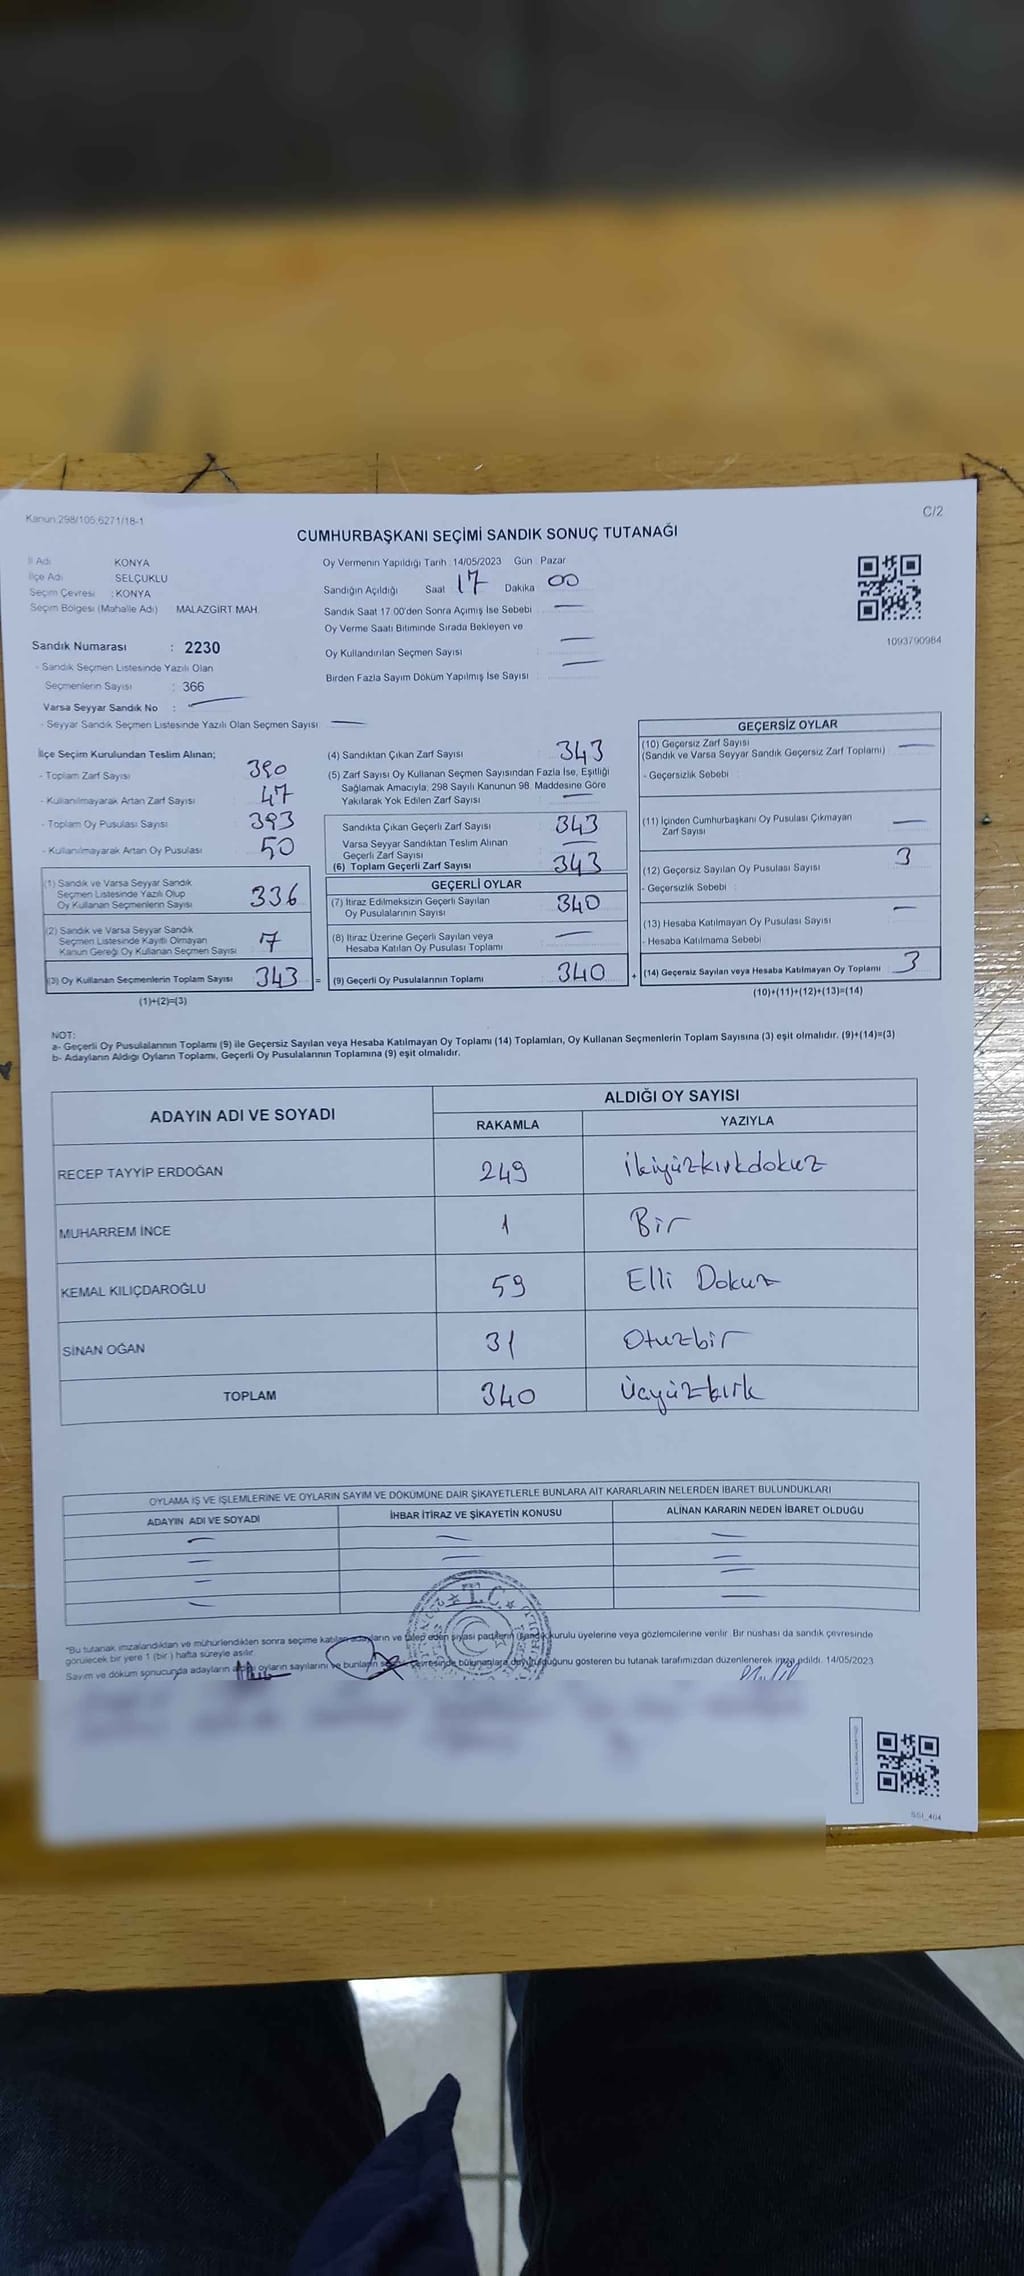 Kanun:298/105;6271/18-1
C/2
CUMHURBAŞKANI SEÇİMİ SANDIK SONUÇ TUTANAĞI
İl Adı KONYA
İlçe Adı SELÇUKLU
Seçim Çevresi : KONYA
Seçim Bölgesi (Mahalle Adı) MALAZGİRT MAH.
Sandık Numarası : 2230
- Sandık Seçmen Listesinde Yazılı Olan
Seçmenlerin Sayısı : 366
Varsa Seyyar Sandık No :
- Seyyar Sandık Seçmen Listesinde Yazılı Olan Seçmen Sayısı
Oy Vermenin Yapıldığı Tarih :14/05/2023 Gün : Pazar
Sandığın Açıldığı Saat 17 Dakika 00
Sandık Saat 17.00'den Sonra Açımış İse Sebebi :
Oy Verme Saati Bitiminde Sırada Bekleyen ve
Oy Kullandırılan Seçmen Sayısı
Birden Fazla Sayım Döküm Yapılmış İse Sayısı :
1093790984
İlçe Seçim Kurulundan Teslim Alınan;
- Toplam Zarf Sayısı 390
- Kullanılmayarak Artan Zarf Sayısı 47
- Toplam Oy Pusulası Sayısı 393
- Kullanılmayarak Artan Oy Pusulası 50
(1) Sandık ve Varsa Seyyar Sandık
Seçmen Listesinde Yazılı Olup
Oy Kullanan Seçmenlerin Sayısı 336
(2) Sandık ve Varsa Seyyar Sandık
Seçmen Listesinde Kayıtlı Olmayan
Kanun Gereği Oy Kullanan Seçmen Sayısı 7
(3) Oy Kullanan Seçmenlerin Toplam Sayısı 343 =
(1)+(2)=(3)
(4) Sandıktan Çıkan Zarf Sayısı 343
(5) Zarf Sayısı Oy Kullanan Seçmen Sayısından Fazla İse, Eşitliği
Sağlamak Amacıyla, 298 Sayılı Kanunun 98. Maddesine Göre
Yakılarak Yok Edilen Zarf Sayısı
Sandıkta Çıkan Geçerli Zarf Sayısı 343
Varsa Seyyar Sandıktan Teslim Alınan
Geçerli Zarf Sayısı
(6) Toplam Geçerli Zarf Sayısı 343
GEÇERLİ OYLAR
(7) İtiraz Edilmeksizin Geçerli Sayılan
Oy Pusulalarının Sayısı 340
(8) İtiraz Üzerine Geçerli Sayılan veya
Hesaba Katılan Oy Pusulası Toplamı
(9) Geçerli Oy Pusulalarının Toplamı 340 +
GEÇERSİZ OYLAR
(10) Geçersiz Zarf Sayısı
(Sandık ve Varsa Seyyar Sandık Geçersiz Zarf Toplamı)
- Geçersizlik Sebebi :
(11) İçinden Cumhurbaşkanı Oy Pusulası Çıkmayan
Zarf Sayısı
(12) Geçersiz Sayılan Oy Pusulası Sayısı 3
- Geçersizlik Sebebi :
(13) Hesaba Katılmayan Oy Pusulası Sayısı
- Hesaba Katılmama Sebebi
(14) Geçersiz Sayılan veya Hesaba Katılmayan Oy Toplamı 3
(10)+(11)+(12)+(13)=(14)
NOT:
a- Geçerli Oy Pusulalarının Toplamı (9) ile Geçersiz Sayılan veya Hesaba Katılmayan Oy Toplamı (14) Toplamları, Oy Kullanan Seçmenlerin Toplam Sayısına (3) eşit olmalıdır. (9)+(14)=(3)
b- Adayların Aldığı Oyların Toplamı, Geçerli Oy Pusulalarının Toplamına (9) eşit olmalıdır.
ADAYIN ADI VE SOYADI
ALDIĞI OY SAYISI
RAKAMLA YAZIYLA
RECEP TAYYİP ERDOĞAN 249 ikiyüzkırkdokuz
MUHARREM İNCE 1 Bir
KEMAL KILIÇDAROĞLU 59 Elli Dokuz
SİNAN OĞAN 31 Otuzbir
TOPLAM 340 üçyüzkırk
OYLAMA İŞ VE İŞLEMLERİNE VE OYLARIN SAYIM VE DÖKÜMÜNE DAİR ŞİKAYETLERLE BUNLARA AİT KARARLARIN NELERDEN İBARET BULUNDUKLARI
ADAYIN ADI VE SOYADI İHBAR İTİRAZ VE ŞİKAYETİN KONUSU ALINAN KARARIN NEDEN İBARET OLDUĞU
T.C.
*Bu tutanak imzalandıktan ve mühürlendikten sonra seçime katılan adayların ve talep eden siyasi partilerin sandık kurulu üyelerine veya gözlemcilerine verilir. Bir nüshası da sandık çevresinde
görülecek bir yere 1 (bir) hafta süreyle asılır.
Sayım ve döküm sonucunda adayların aldığı oyların sayılarını ve bunların seçim çevresinde bulunanlara duyurulduğunu gösteren bu tutanak tarafımızdan düzenlenerek imza edildi. 14/05/2023
SSI_404